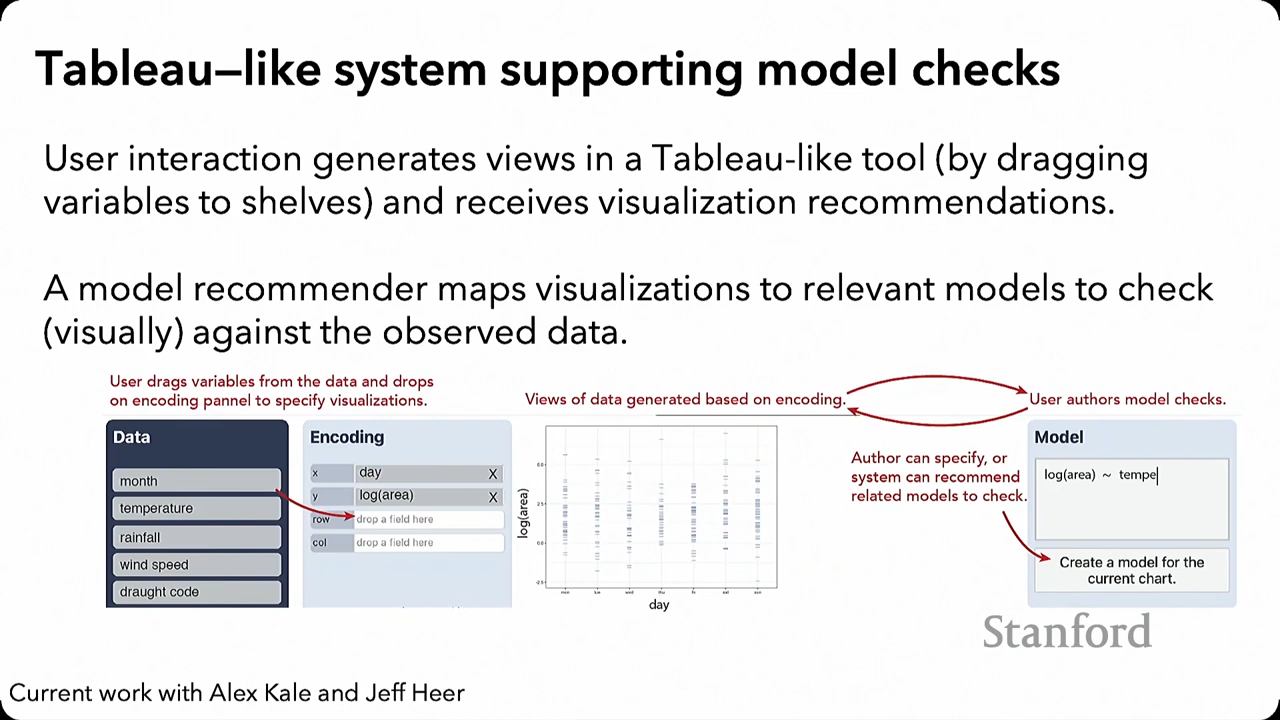 Tableau—like system supporting model checks
User interaction generates views in a Tableau-like tool (by dragging
variables to shelves) and receives visualization recommendations.
A model recommender maps visualizations to relevant models to check
(visually) against the observed data.
User drags variables from the data and drops
on encoding pannel to specify visualizations.
Views of data generated based on encoding.
User authors model checks.
Data
month
temperature
rainfall
wind speed
draught code
Encoding
x day X
y log(area) X
row drop a field here
col drop a field here
log(area)
2.5
0.0
-2.5
day
Author can specify, or
system can recommend
related models to check.
Model
log(area) ~ tempe
Create a model for the
current chart.
Stanford
Current work with Alex Kale and Jeff Heer